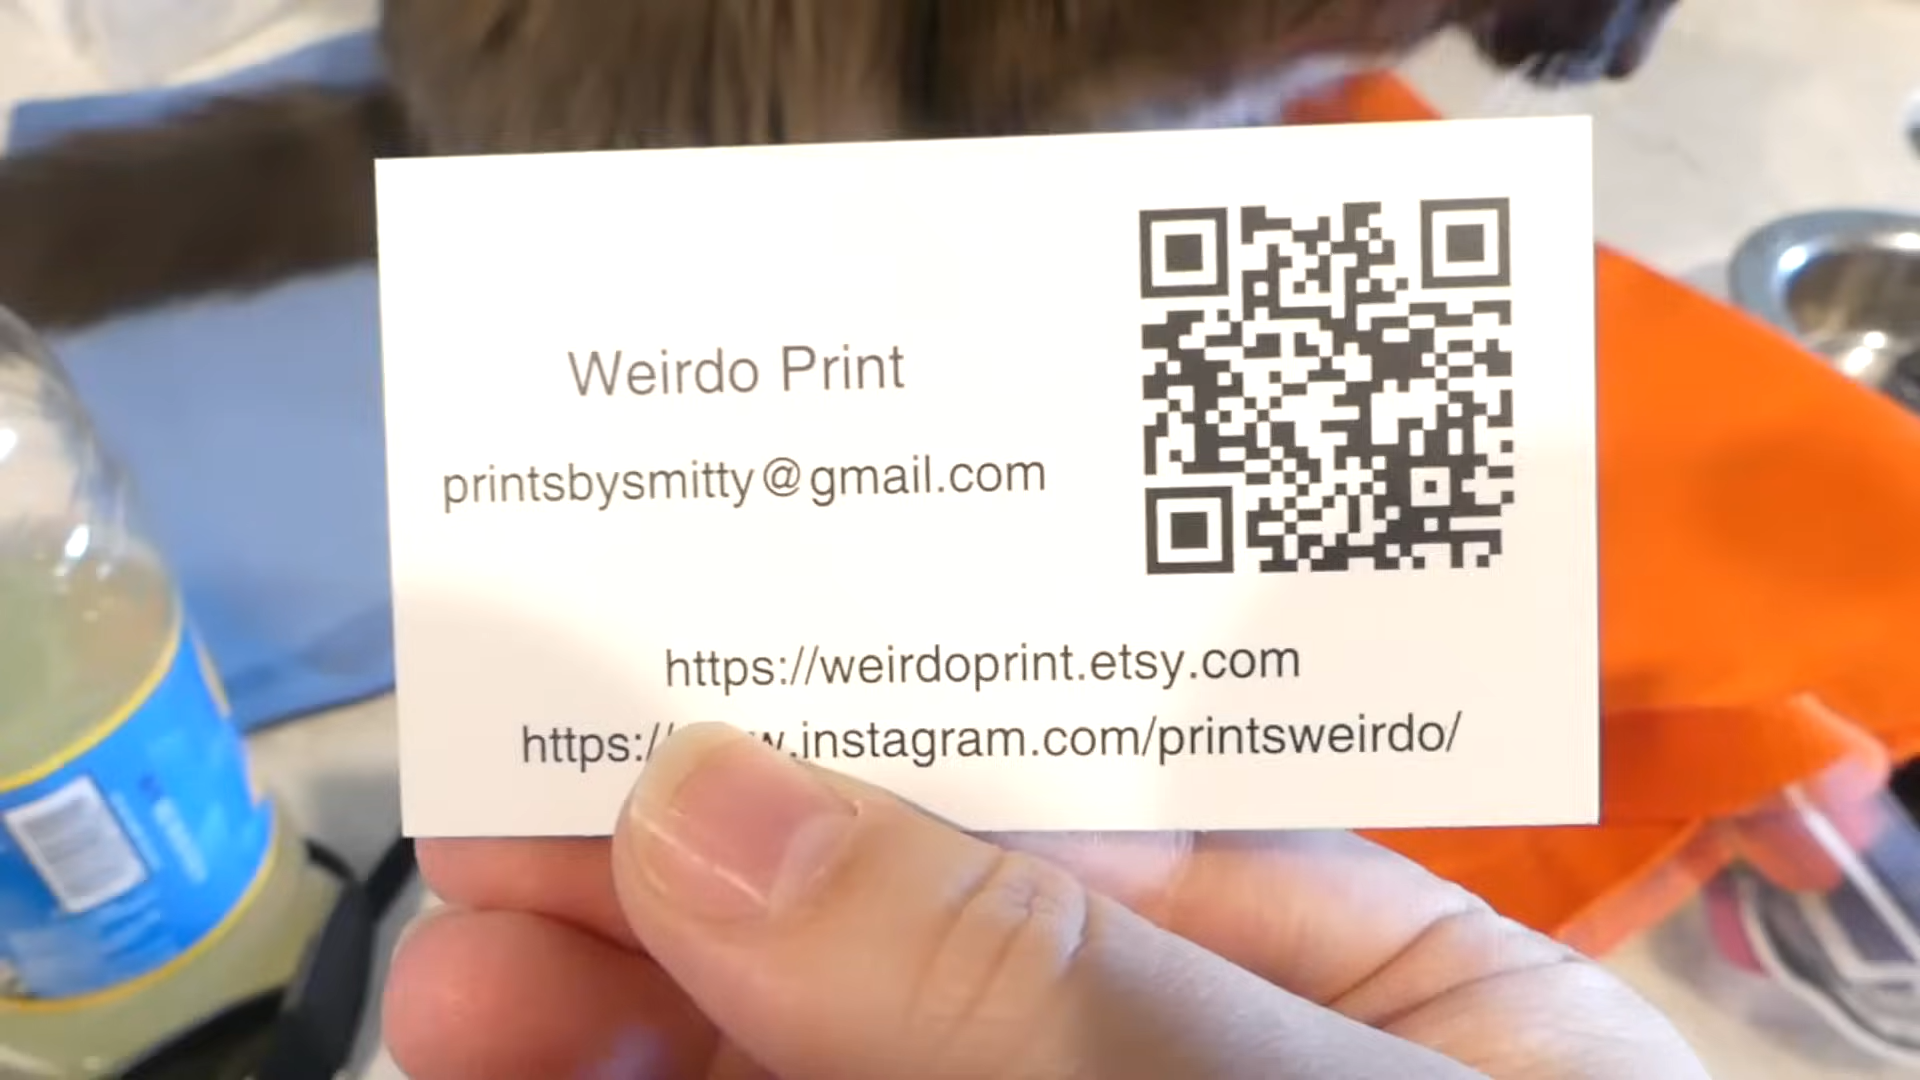 Weirdo Print
printsbysmitty@gmail.com
https://weirdoprint.etsy.com
https:// w.instagram.com/printsweirdo/